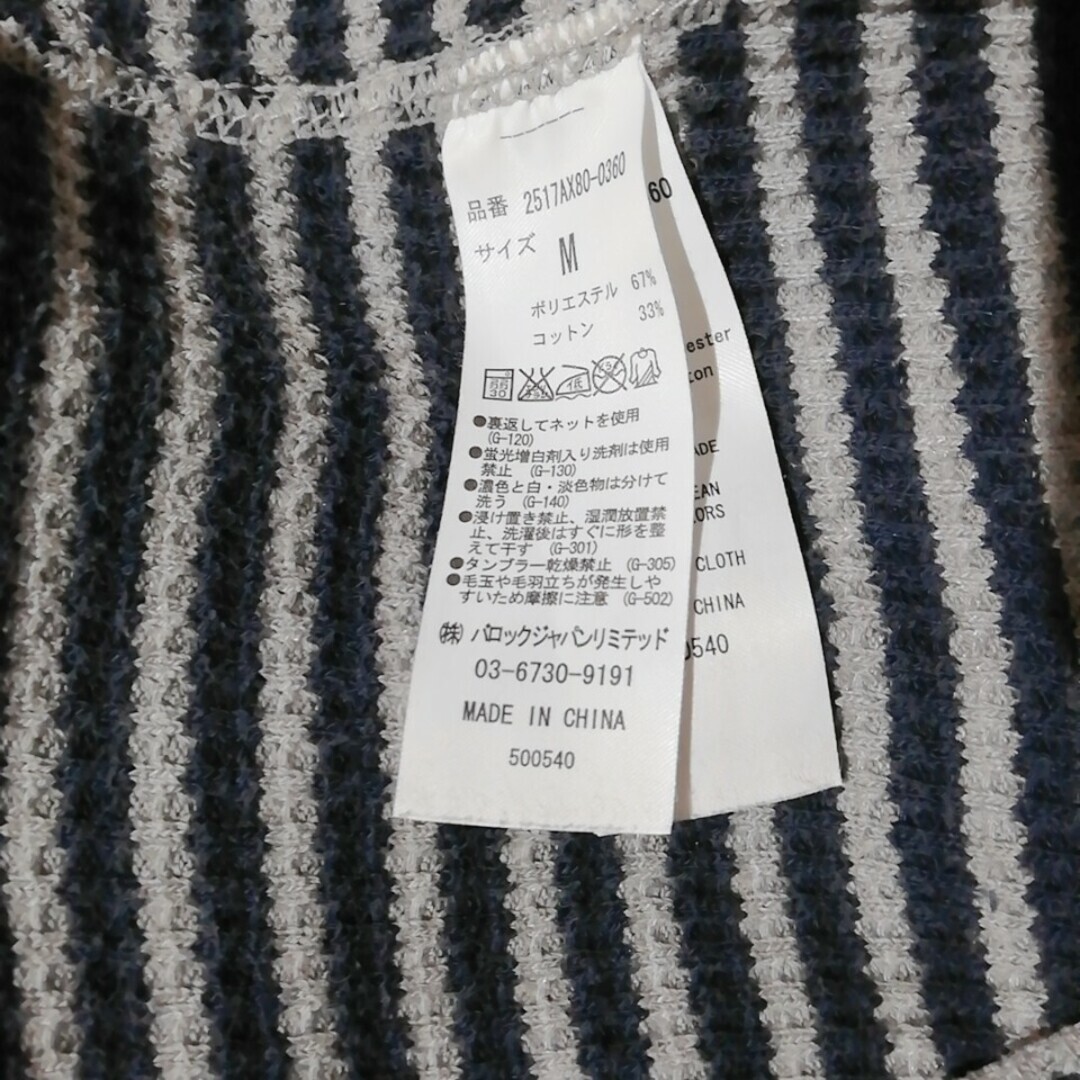 品番 2517AX80-0360
サイズ M
ポリエステル 67%
コットン 33%
30
低
●裏返してネットを使用
(G-120)
●蛍光増白剤入り洗剤は使用
禁止 (G-130)
●濃色と白・淡色物は分けて
洗う (G-140)
●浸け置き禁止、湿潤放置禁
止、洗濯後はすぐに形を整
えて干す (G-301)
●タンブラー乾燥禁止 (G-305)
●毛玉や毛羽立ちが発生しや
すいため摩擦に注意 (G-502)
㈱バロックジャパンリミテッド
03-6730-9191
MADE IN CHINA
500540
60
ester
ton
ADE
EAN
ORS
CLOTH
CHINA
0540